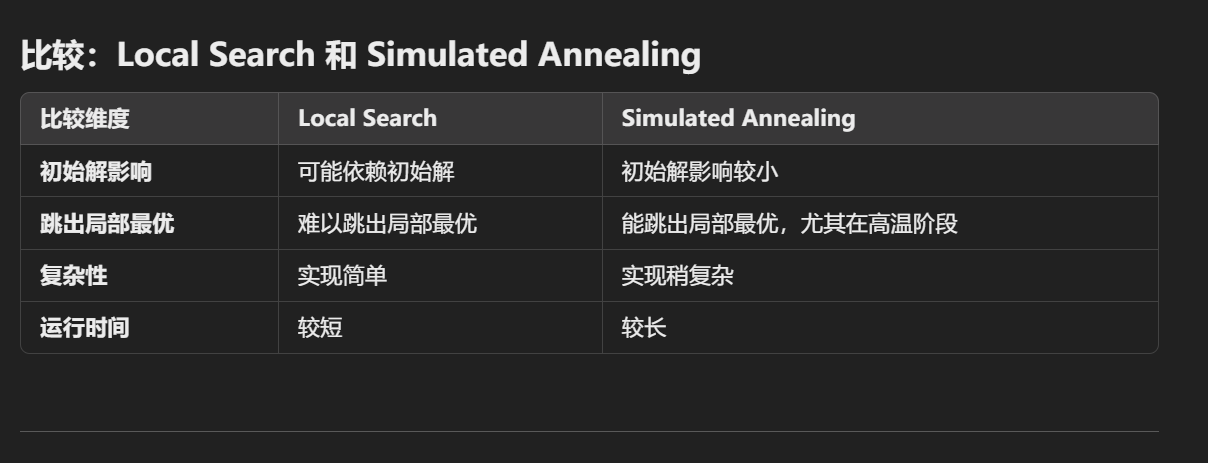 比较：Local Search 和 Simulated Annealing
比较维度 Local Search Simulated Annealing
初始解影响 可能依赖初始解 初始解影响较小
跳出局部最优 难以跳出局部最优 能跳出局部最优，尤其在高温阶段
复杂性 实现简单 实现稍复杂
运行时间 较短 较长